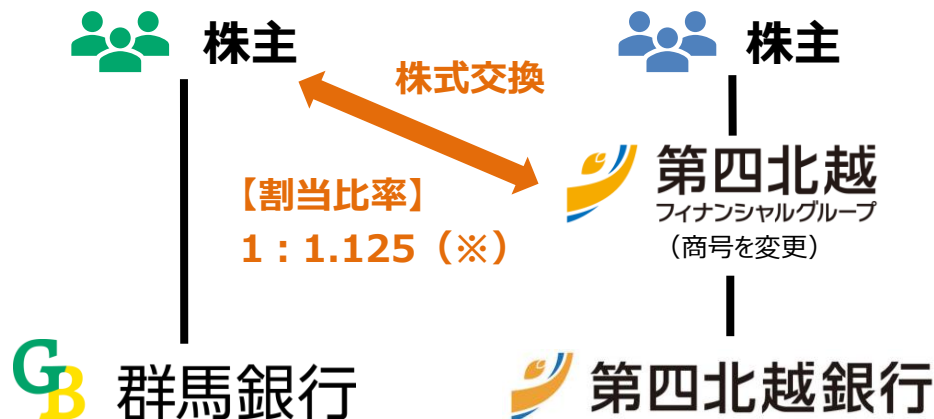 株主
株主
株式交換
【割当比率】
1：1.125（※）
第四北越
フィナンシャルグループ
（商号を変更）
GB 群馬銀行
第四北越銀行